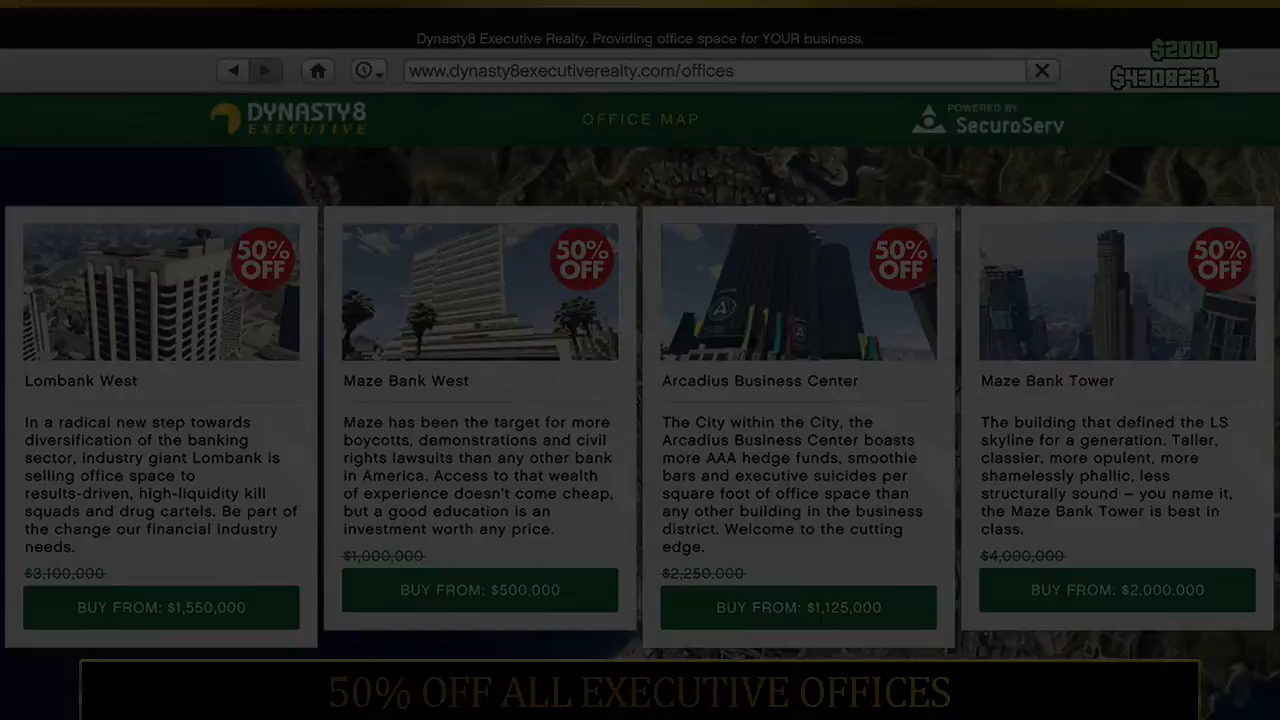 Dynasty8 Executive Realty. Providing office space for YOUR business.
$2000
www.dynasty8executiverealty.com/offices
$4308231
DYNASTY8
EXECUTIVE
OFFICE MAP
POWERED BY
SecuroServ
50%
OFF
Lombank West
In a radical new step towards
diversification of the banking
sector, industry giant Lombank is
selling office space to
results-driven, high-liquidity kill
squads and drug cartels. Be part of
the change our financial industry
needs.
$3,100,000
BUY FROM: $1,550,000
50%
OFF
Maze Bank West
Maze has been the target for more
boycotts, demonstrations and civil
rights lawsuits than any other bank
in America. Access to that wealth
of experience doesn't come cheap,
but a good education is an
investment worth any price.
$1,000,000
BUY FROM: $500,000
50%
OFF
Arcadius Business Center
The City within the City, the
Arcadius Business Center boasts
more AAA hedge funds, smoothie
bars and executive suicides per
square foot of office space than
any other building in the business
district. Welcome to the cutting
edge.
$2,250,000
BUY FROM: $1,125,000
50%
OFF
Maze Bank Tower
The building that defined the LS
skyline for a generation. Taller,
classier, more opulent, more
shamelessly phallic, less
structurally sound – you name it,
the Maze Bank Tower is best in
class.
$4,000,000
BUY FROM: $2,000,000
50% OFF ALL EXECUTIVE OFFICES